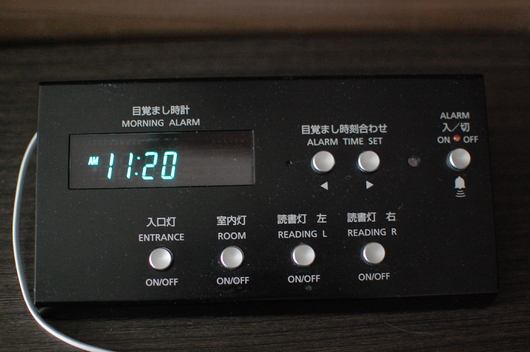 目覚まし時計
MORNING ALARM
AM 11:20
目覚まし時刻合わせ
ALARM TIME SET
◀ ▶
ALARM
入/切
ON OFF
入口灯
ENTRANCE
ON/OFF
室内灯
ROOM
ON/OFF
読書灯 左
READING L
ON/OFF
読書灯 右
READING R
ON/OFF